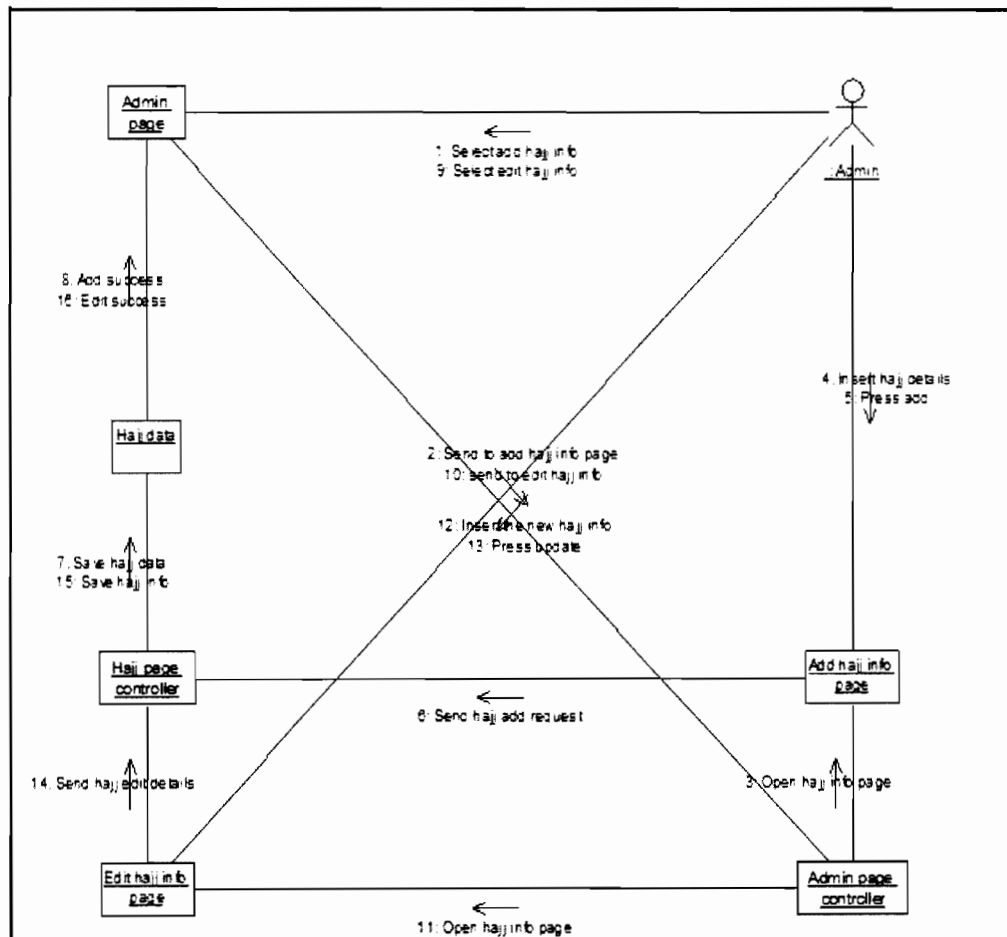 Admin
page
: Admin
1: Select add hajj info
9: Select edit hajj info
8: Add success
16: Edit success
4: Insert hajj details
5: Press add
Hajj data
2: Send to add hajj info page
10: send to edit hajj info
12: Insert the new hajj info
13: Press update
7: Save hajj data
15: Save hajj info
Hajj page
controller
Add hajj info
page
6: Send hajj add request
14: Send hajj edit details
3: Open hajj info page
Edit hajj info
page
Admin page
controller
11: Open hajj info page